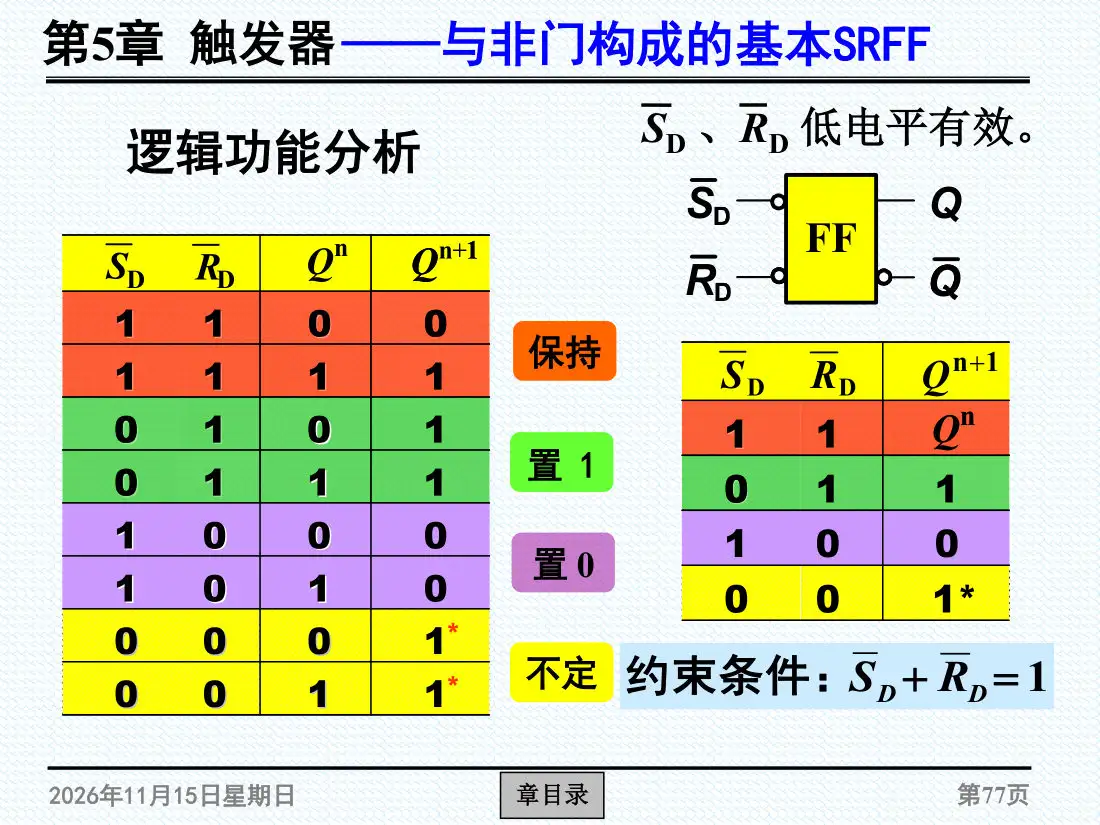 第5章 触发器——与非门构成的基本SRFF
逻辑功能分析
S̅D 、R̅D 低电平有效。
S̅D FF Q
R̅D Q̅
S̅D R̅D Qⁿ Qⁿ⁺¹
1 1 0 0
1 1 1 1
0 1 0 1
0 1 1 1
1 0 0 0
1 0 1 0
0 0 0 1*
0 0 1 1*
保持
置 1
置 0
不定
S̅D R̅D Qⁿ⁺¹
1 1 Qⁿ
0 1 1
1 0 0
0 0 1*
约束条件：S̅D + R̅D = 1
2026年11月15日星期日
章目录
第77页